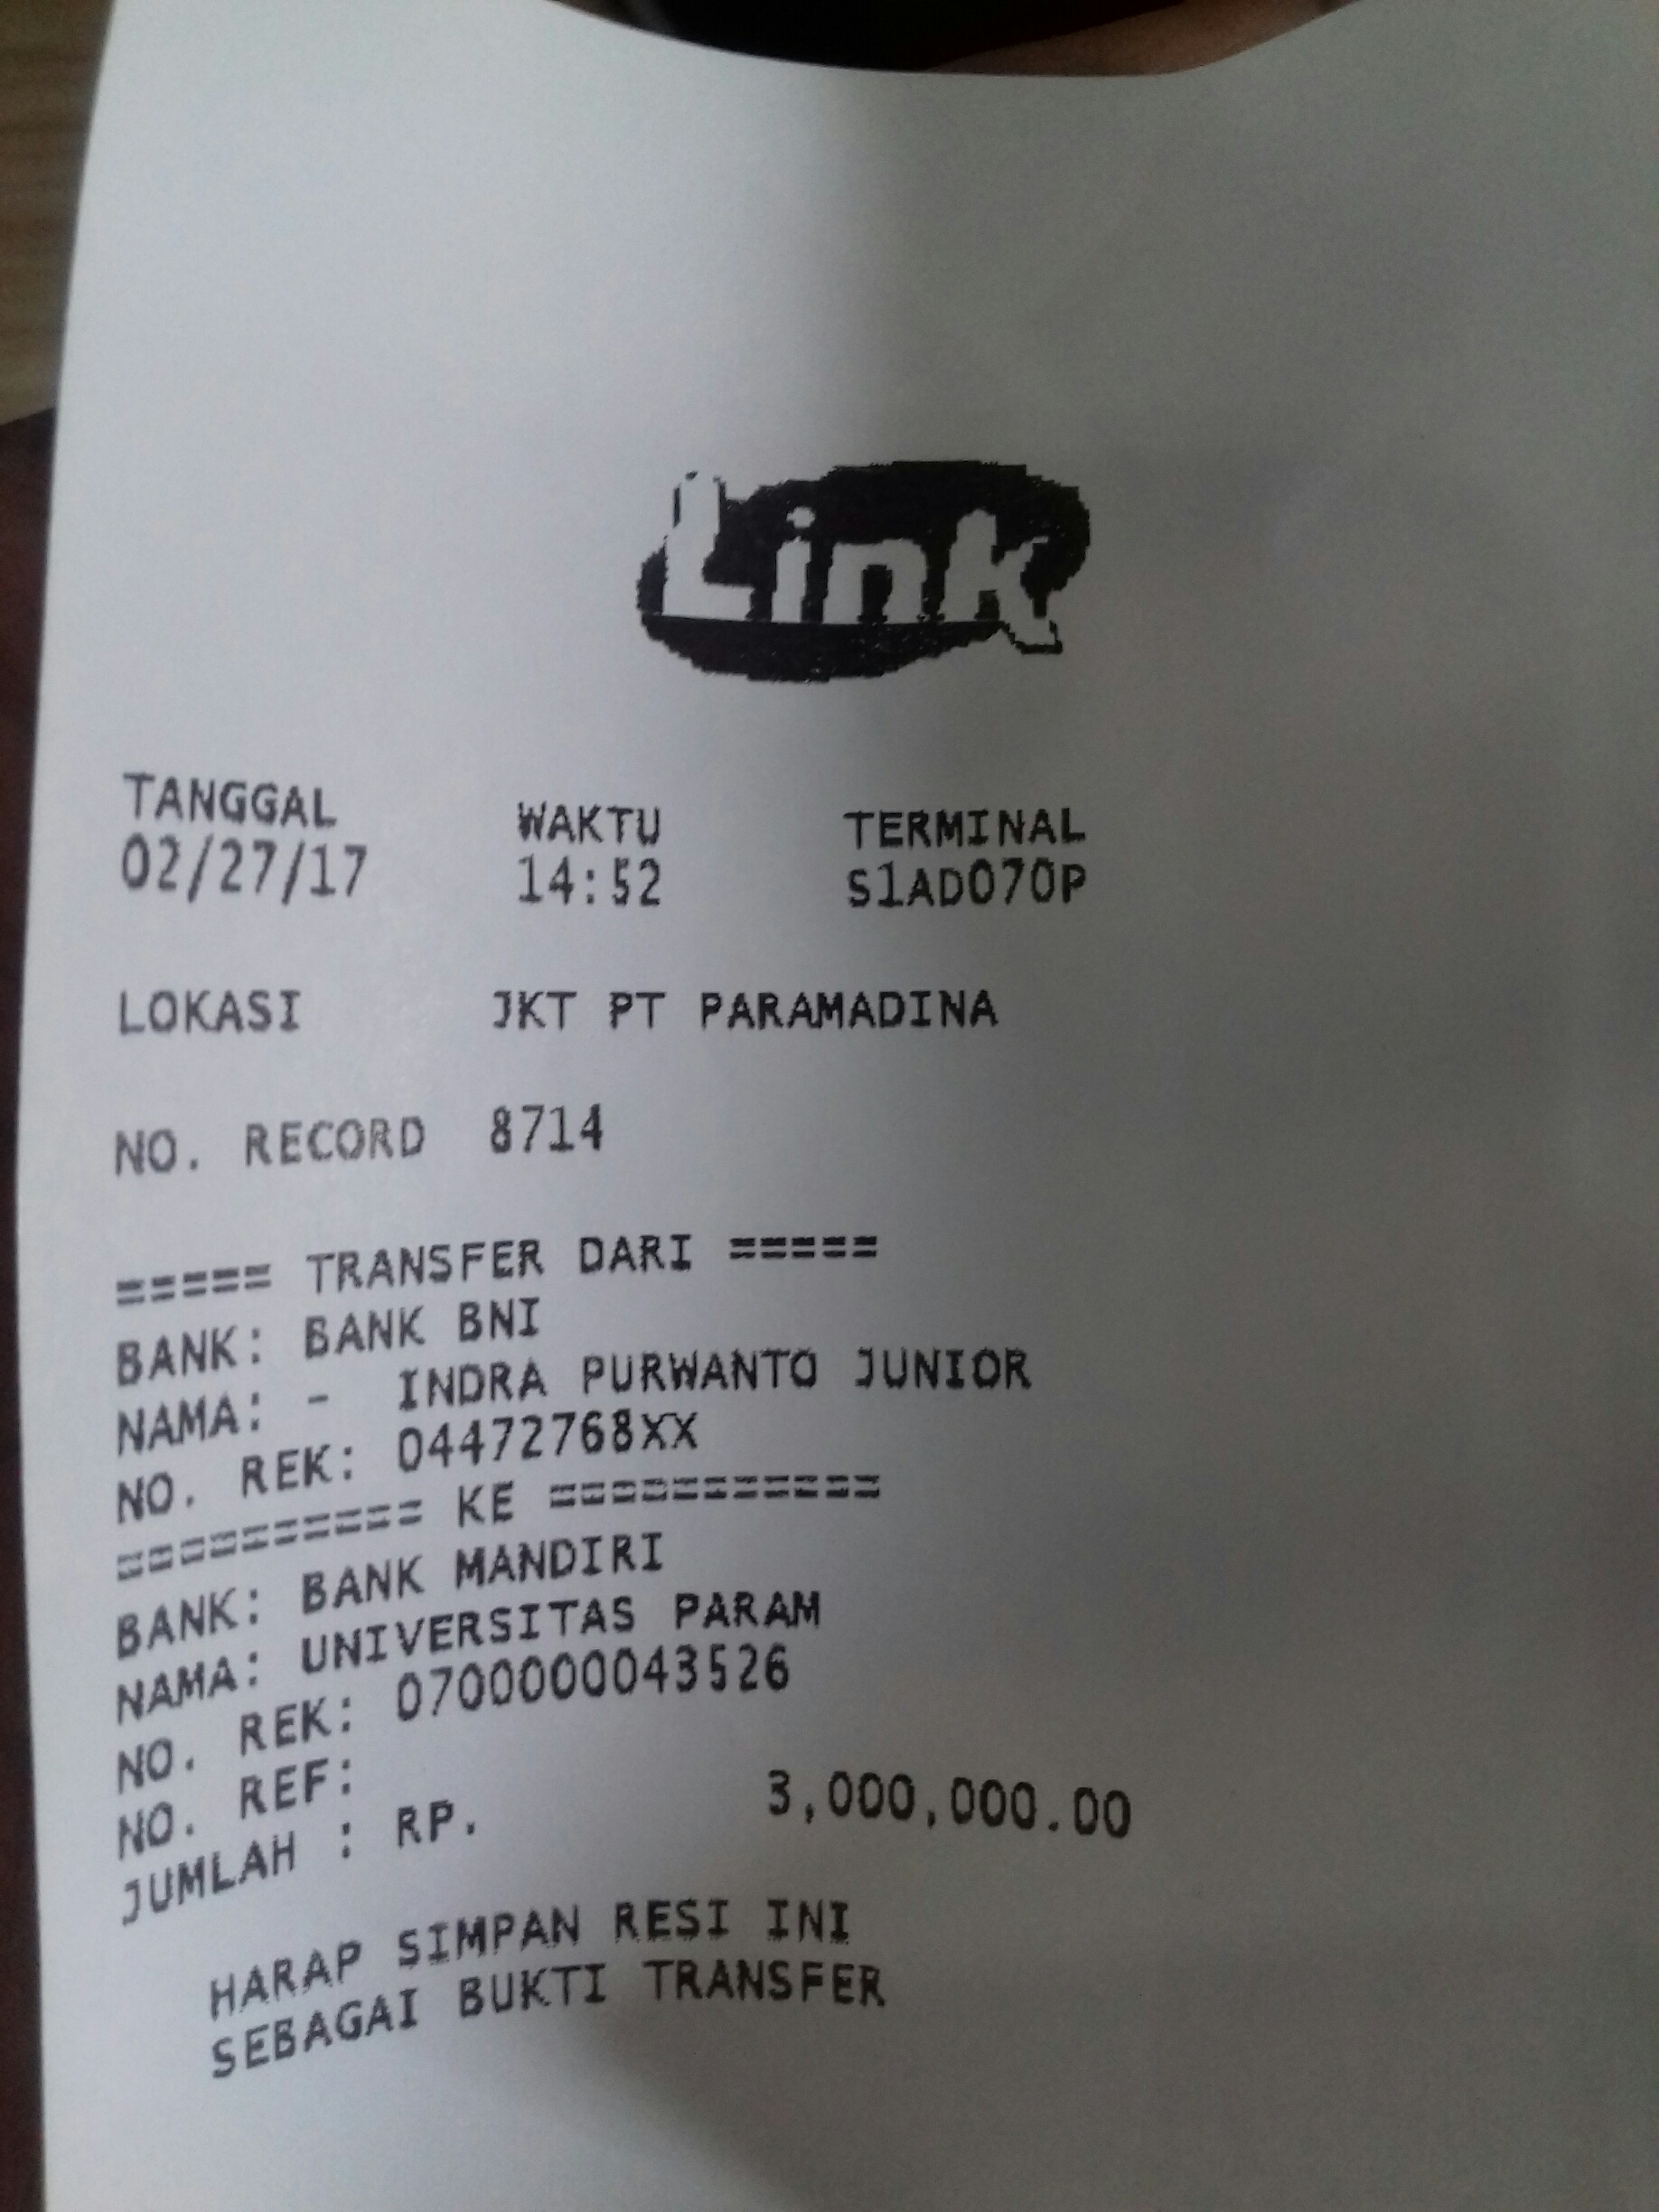 Link
TANGGAL WAKTU TERMINAL
02/27/17 14:52 S1AD070P
LOKASI JKT PT PARAMADINA
NO. RECORD 8714
===== TRANSFER DARI =====
BANK: BANK BNI
NAMA: - INDRA PURWANTO JUNIOR
NO. REK: 04472768XX
========== KE ===========
BANK: BANK MANDIRI
NAMA: UNIVERSITAS PARAM
NO. REK: 0700000043526
NO. REF:
JUMLAH : RP. 3,000,000.00
HARAP SIMPAN RESI INI
SEBAGAI BUKTI TRANSFER